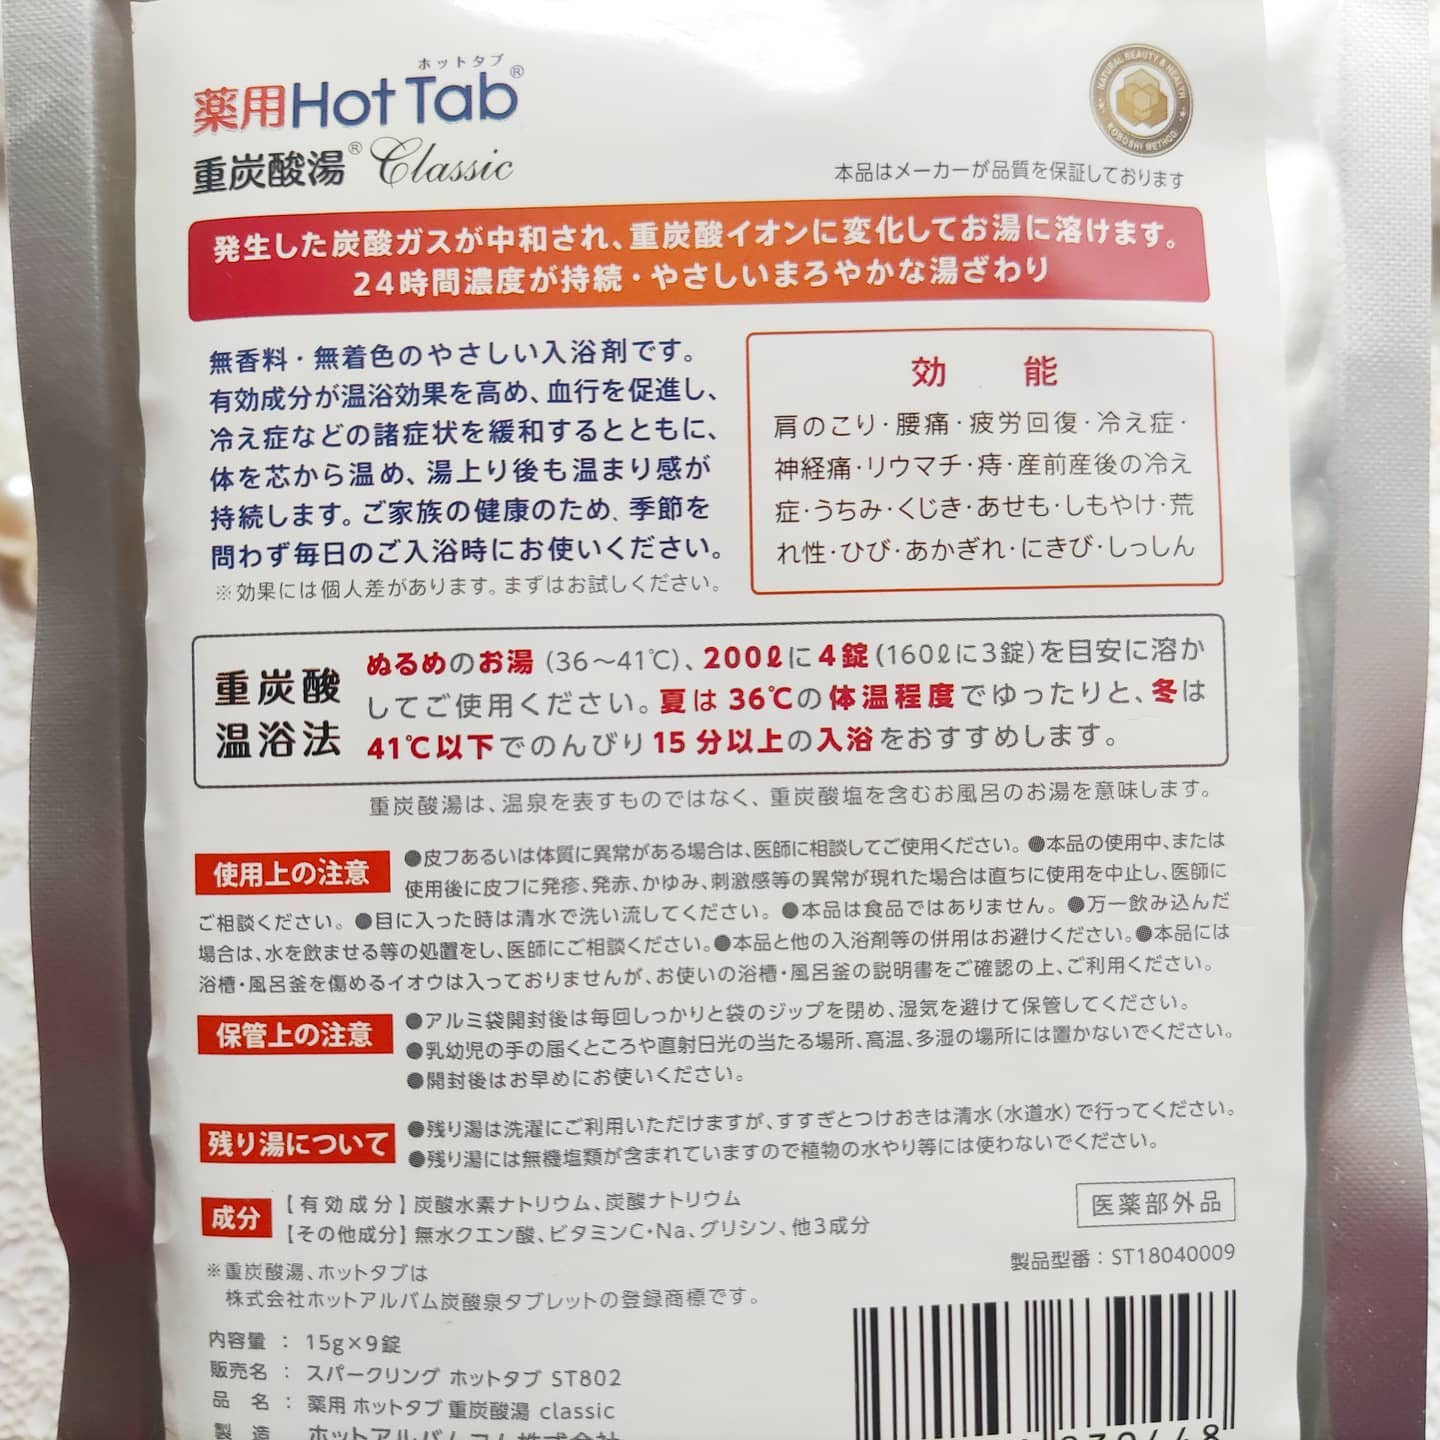 ホットタブ
薬用Hot Tab®
重炭酸湯® Classic
NATURAL BEAUTY & HEALTH
KOBOSHI METHOD
本品はメーカーが品質を保証しております
発生した炭酸ガスが中和され、重炭酸イオンに変化してお湯に溶けます。
24時間濃度が持続・やさしいまろやかな湯ざわり
無香料・無着色のやさしい入浴剤です。
有効成分が温浴効果を高め、血行を促進し、
冷え症などの諸症状を緩和するとともに、
体を芯から温め、湯上り後も温まり感が
持続します。ご家族の健康のため、季節を
問わず毎日のご入浴時にお使いください。
※効果には個人差があります。まずはお試しください。
効 能
肩のこり・腰痛・疲労回復・冷え症・
神経痛・リウマチ・痔・産前産後の冷え
症・うちみ・くじき・あせも・しもやけ・荒
れ性・ひび・あかぎれ・にきび・しっしん
重炭酸
温浴法
ぬるめのお湯(36~41℃)、200ℓに4錠(160ℓに3錠)を目安に溶か
してご使用ください。夏は36℃の体温程度でゆったりと、冬は
41℃以下でのんびり15分以上の入浴をおすすめします。
重炭酸湯は、温泉を表すものではなく、重炭酸塩を含むお風呂のお湯を意味します。
使用上の注意
●皮フあるいは体質に異常がある場合は、医師に相談してご使用ください。●本品の使用中、または
使用後に皮フに発疹、発赤、かゆみ、刺激感等の異常が現れた場合は直ちに使用を中止し、医師に
ご相談ください。●目に入った時は清水で洗い流してください。●本品は食品ではありません。●万一飲み込んだ
場合は、水を飲ませる等の処置をし、医師にご相談ください。●本品と他の入浴剤等の併用はお避けください。●本品には
浴槽・風呂釜を傷めるイオウは入っておりませんが、お使いの浴槽・風呂釜の説明書をご確認の上、ご利用ください。
保管上の注意
●アルミ袋開封後は毎回しっかりと袋のジップを閉め、湿気を避けて保管してください。
●乳幼児の手の届くところや直射日光の当たる場所、高温、多湿の場所には置かないでください。
●開封後はお早めにお使いください。
残り湯について
●残り湯は洗濯にご利用いただけますが、すすぎとつけおきは清水(水道水)で行ってください。
●残り湯には無機塩類が含まれていますので植物の水やり等には使わないでください。
成分
【有効成分】炭酸水素ナトリウム、炭酸ナトリウム
【その他成分】無水クエン酸、ビタミンC・Na、グリシン、他3成分
医薬部外品
製品型番：ST18040009
※重炭酸湯、ホットタブは
株式会社ホットアルバム炭酸泉タブレットの登録商標です。
内容量 ： 15g×9錠
販売名 ： スパークリング ホットタブ ST802
品 名 ： 薬用 ホットタブ 重炭酸湯 classic
製 造 ホットアルバムコム株式会社